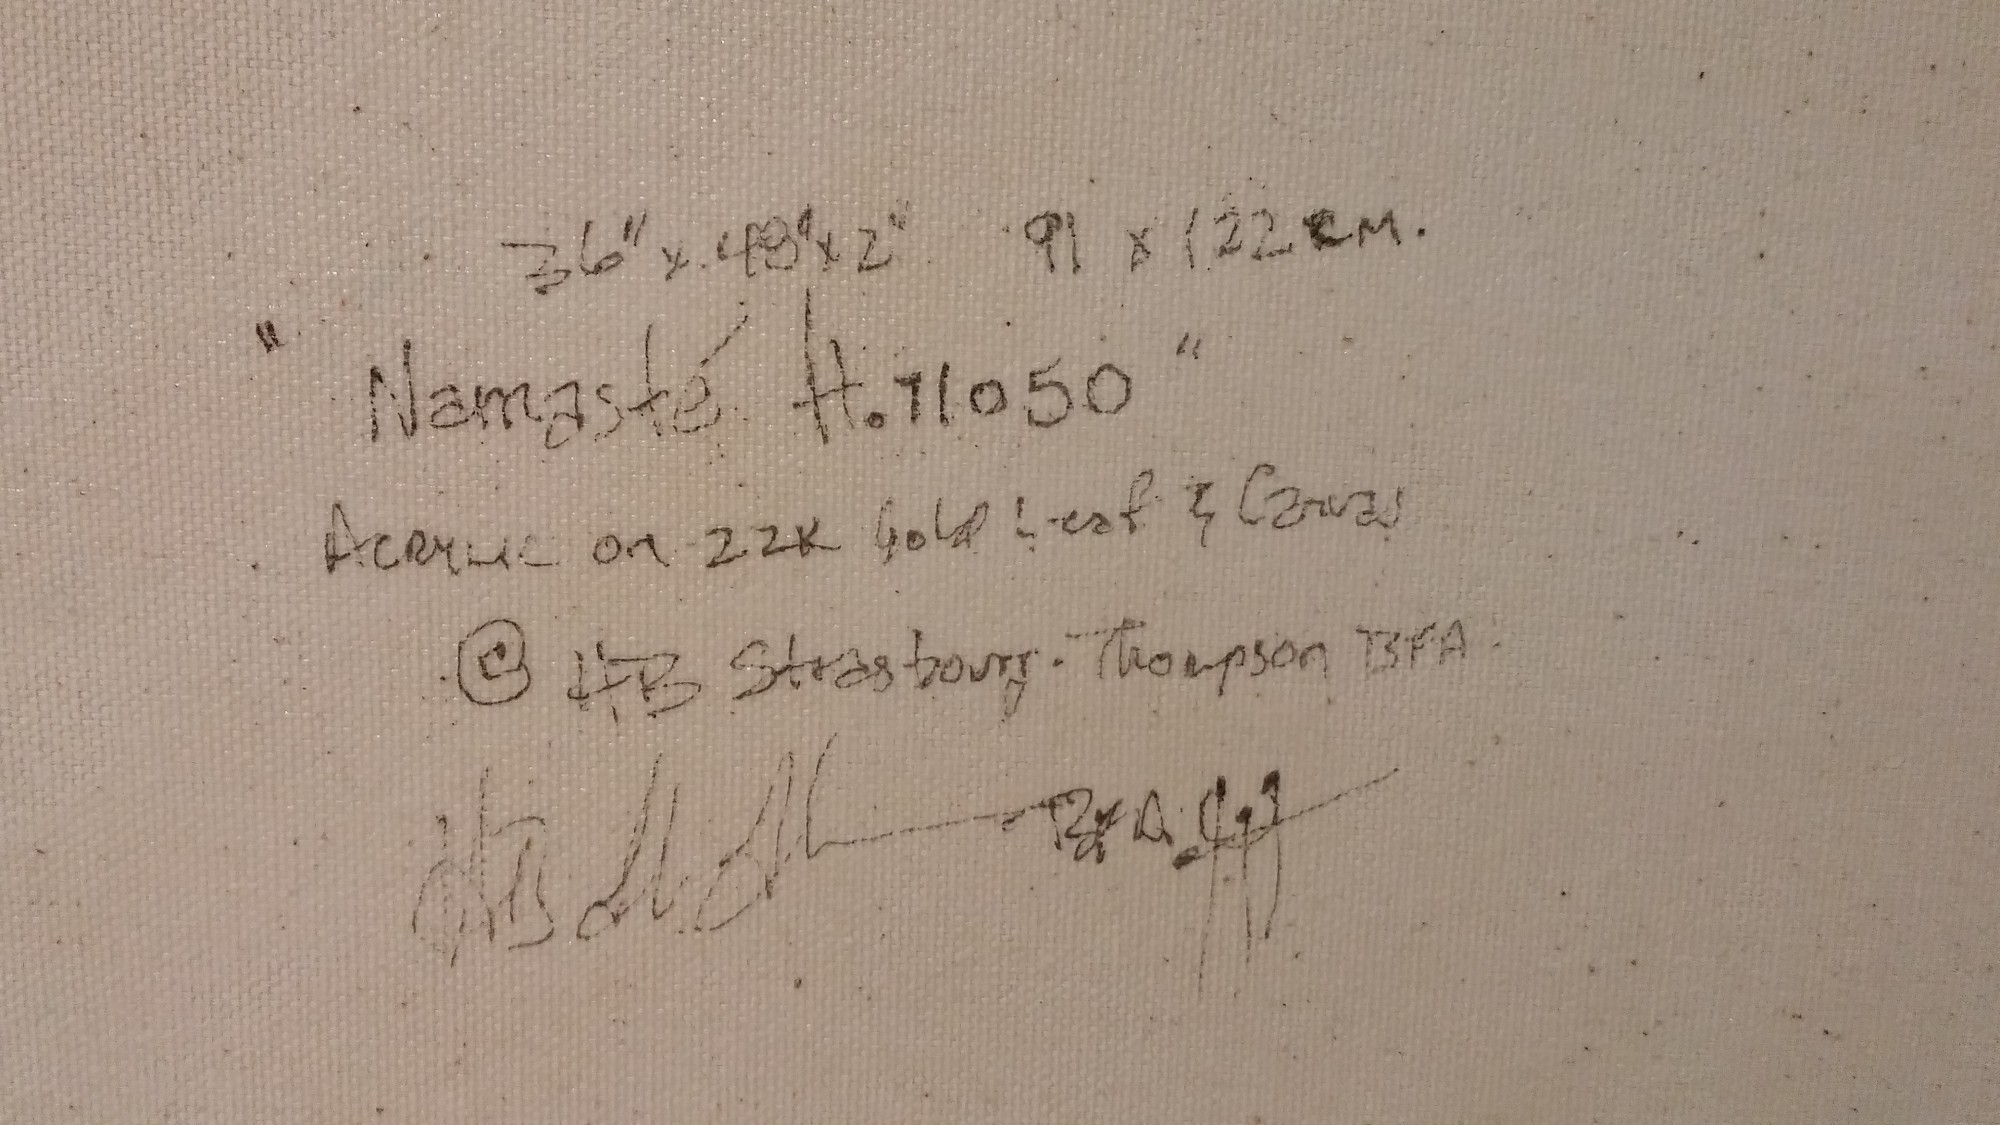 36" x 48" x 2" 91 x 122 cm.
" Namasté H.11050 "
Acrylic on 22K Gold Leaf & Canvas
© HB Strasbourg-Thompson BFA